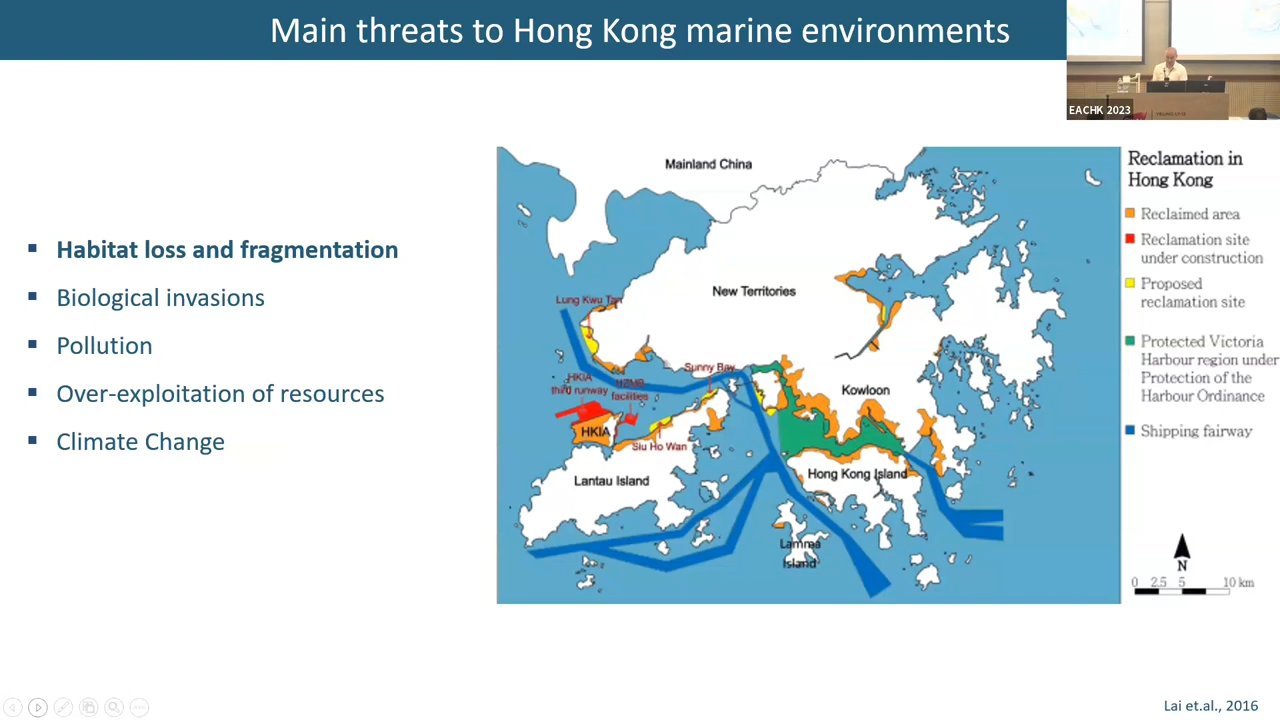 Main threats to Hong Kong marine environments
EACHK 2023
Habitat loss and fragmentation
Biological invasions
Pollution
Over-exploitation of resources
Climate Change
Mainland China
New Territories
Lung Kwu Tan
Sunny Bay
HKIA
third runway
HZMB
facilities
Kowloon
HKIA
Siu Ho Wan
Hong Kong Island
Lantau Island
Lamma
Island
Reclamation in
Hong Kong
Reclaimed area
Reclamation site
under construction
Proposed
reclamation site
Protected Victoria
Harbour region under
Protection of the
Harbour Ordinance
Shipping fairway
N
0 2.5 5 10 km
Lai et.al., 2016